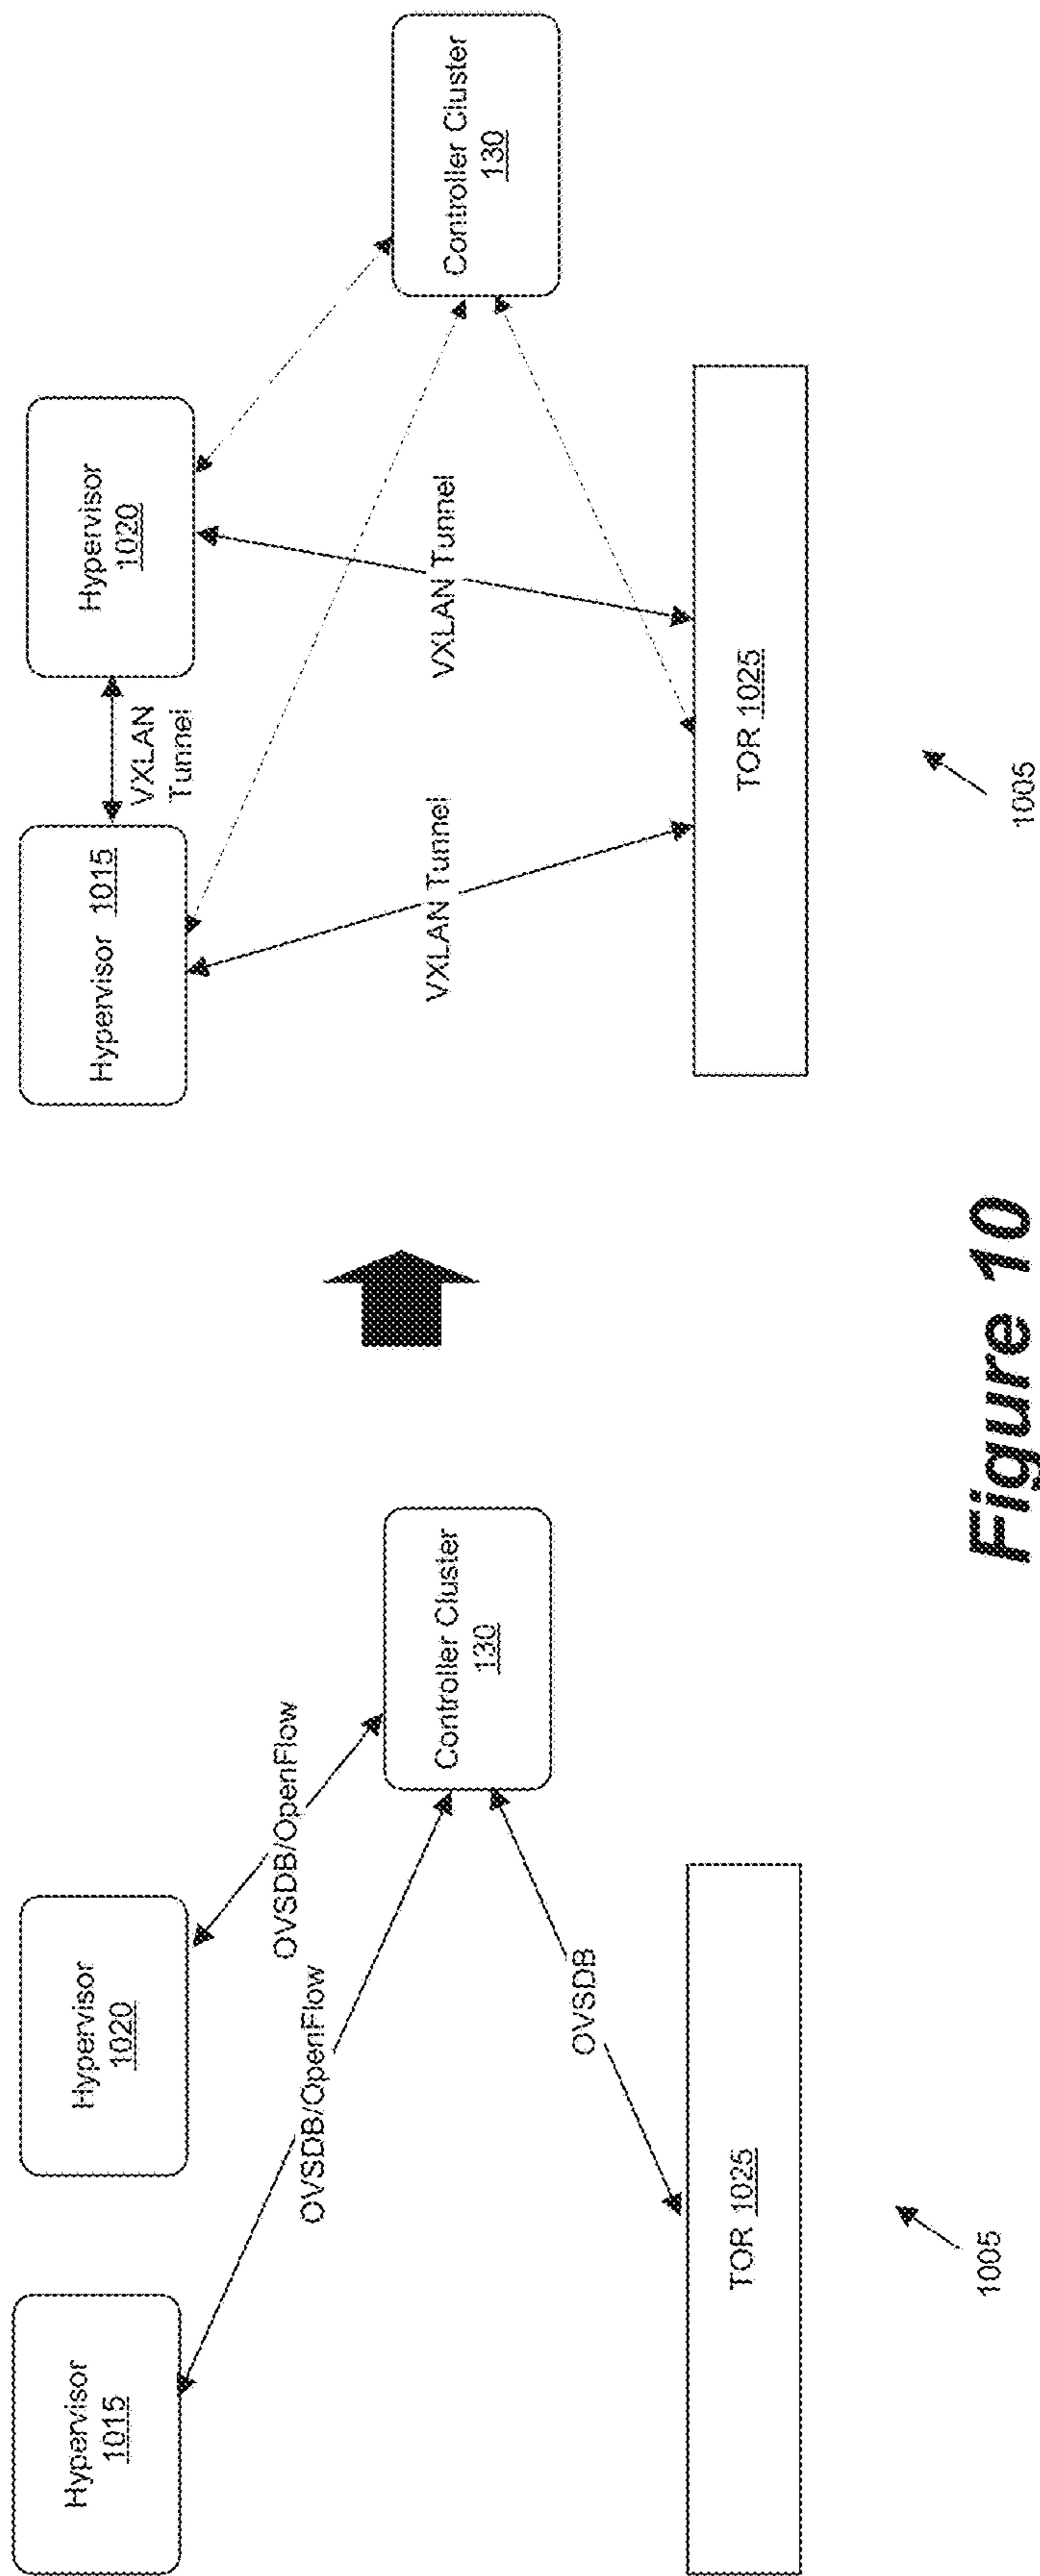 Hypervisor
1015
Hypervisor
1020
OVSDB/OpenFlow
OVSDB/OpenFlow
Controller Cluster
130
OVSDB
TOR 1025
1005
Hypervisor 1015
VXLAN
Tunnel
Hypervisor
1020
Controller Cluster
130
VXLAN Tunnel
VXLAN Tunnel
TOR 1025
1005
Figure 10